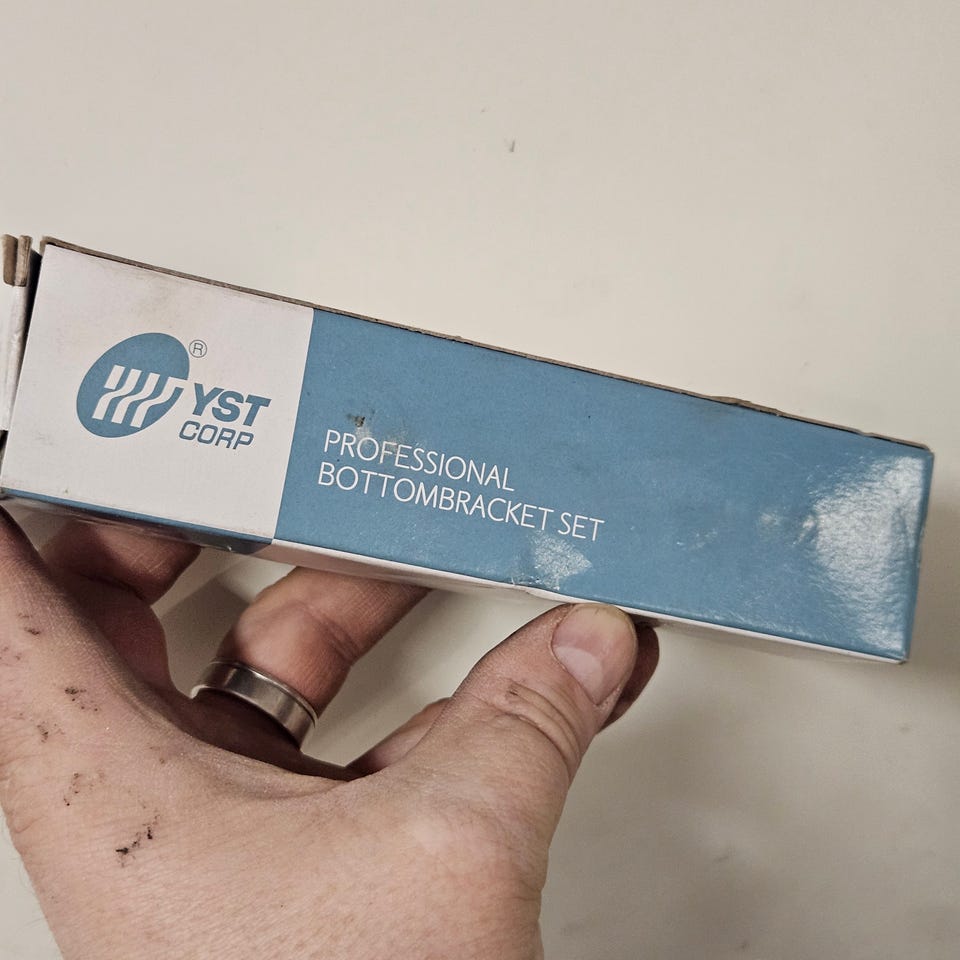 ®
YST
CORP
PROFESSIONAL
BOTTOMBRACKET SET